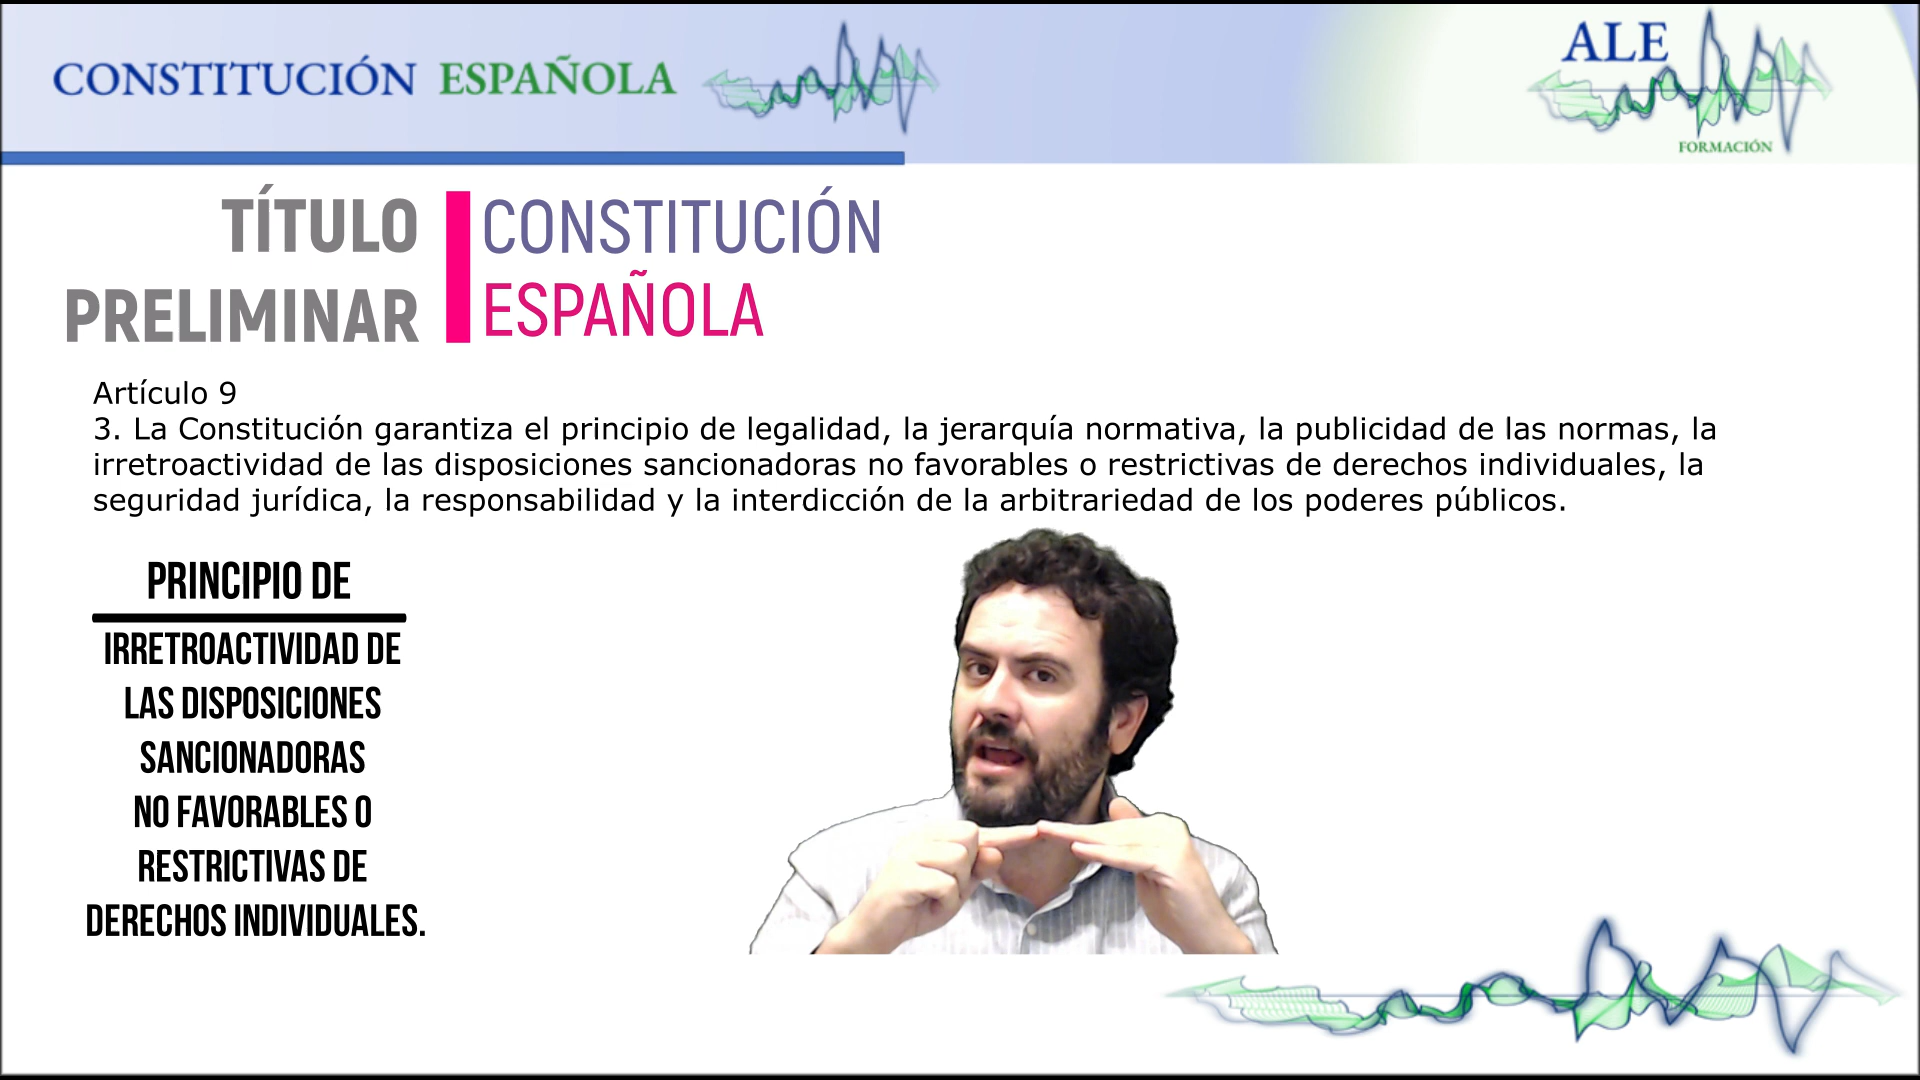 CONSTITUCIÓN ESPAÑOLA
ALE
FORMACIÓN
TÍTULO
PRELIMINAR
CONSTITUCIÓN
ESPAÑOLA
Artículo 9
3. La Constitución garantiza el principio de legalidad, la jerarquía normativa, la publicidad de las normas, la
irretroactividad de las disposiciones sancionadoras no favorables o restrictivas de derechos individuales, la
seguridad jurídica, la responsabilidad y la interdicción de la arbitrariedad de los poderes públicos.
PRINCIPIO DE
IRRETROACTIVIDAD DE
LAS DISPOSICIONES
SANCIONADORAS
NO FAVORABLES O
RESTRICTIVAS DE
DERECHOS INDIVIDUALES.